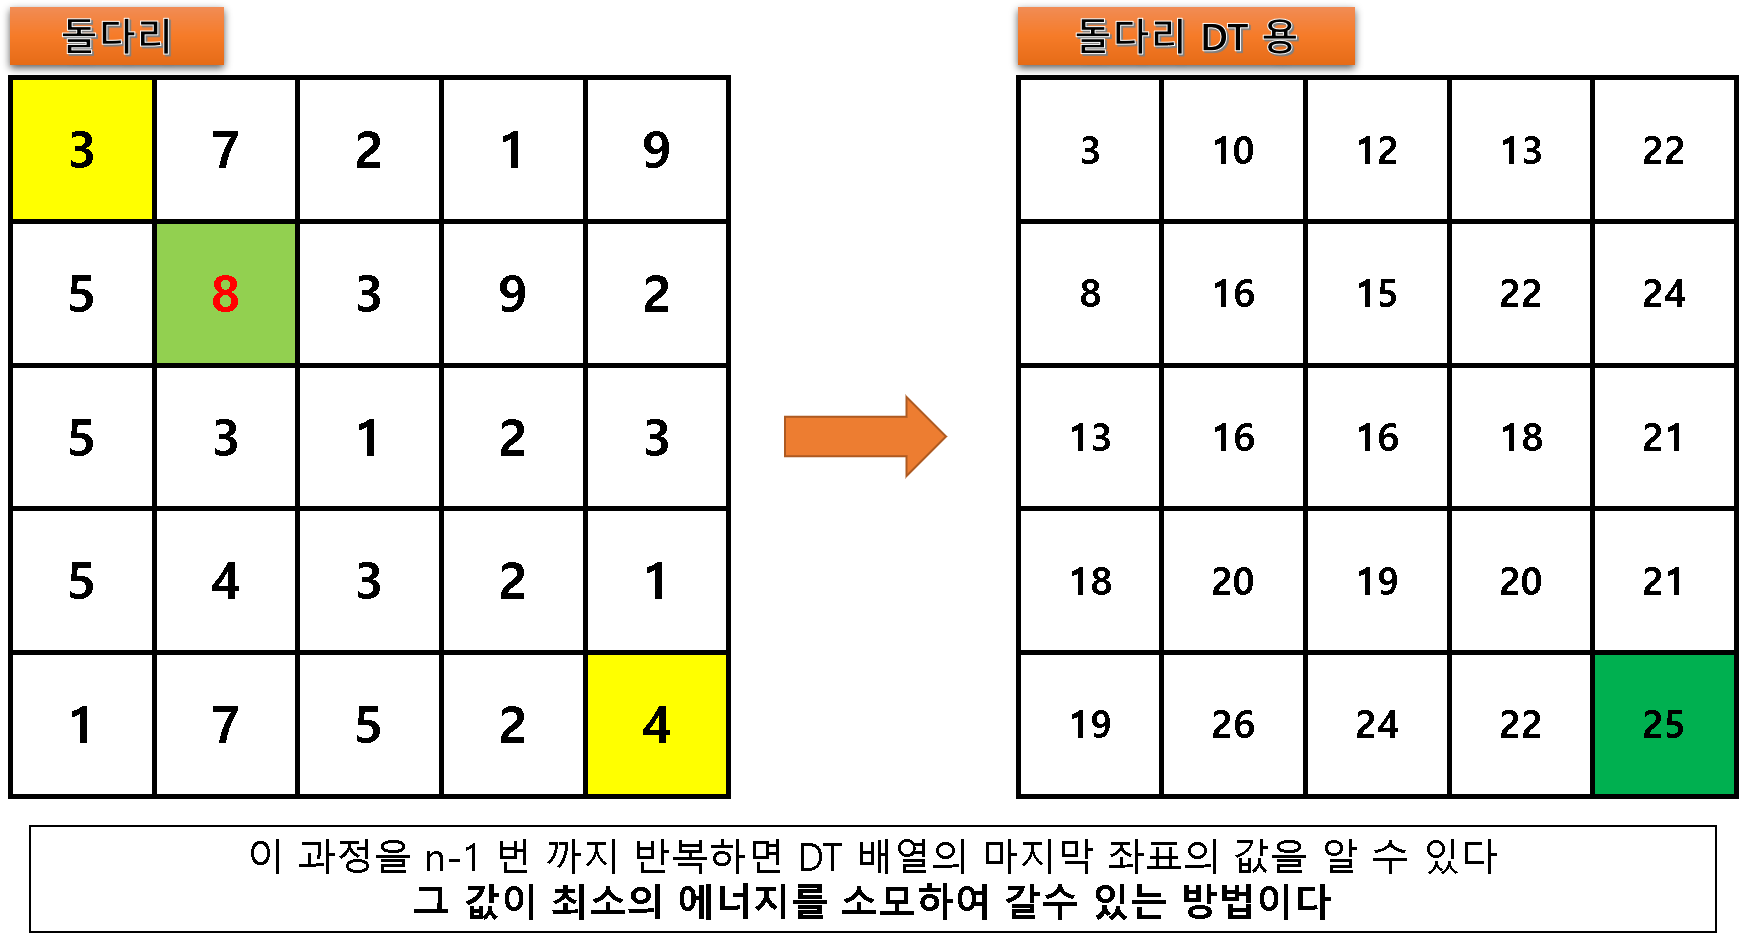 돌다리
돌다리 DT 용
3 7 2 1 9
5 8 3 9 2
5 3 1 2 3
5 4 3 2 1
1 7 5 2 4
3 10 12 13 22
8 16 15 22 24
13 16 16 18 21
18 20 19 20 21
19 26 24 22 25
이 과정을 n-1 번 까지 반복하면 DT 배열의 마지막 좌표의 값을 알 수 있다
그 값이 최소의 에너지를 소모하여 갈수 있는 방법이다